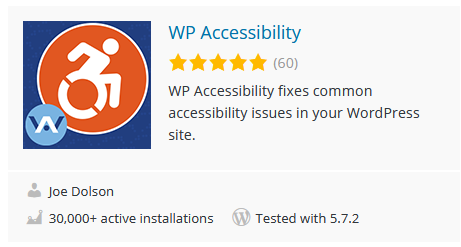 WP Accessibility
(60)
WP Accessibility fixes common
accessibility issues in your WordPress
site.
Joe Dolson
30,000+ active installations
Tested with 5.7.2